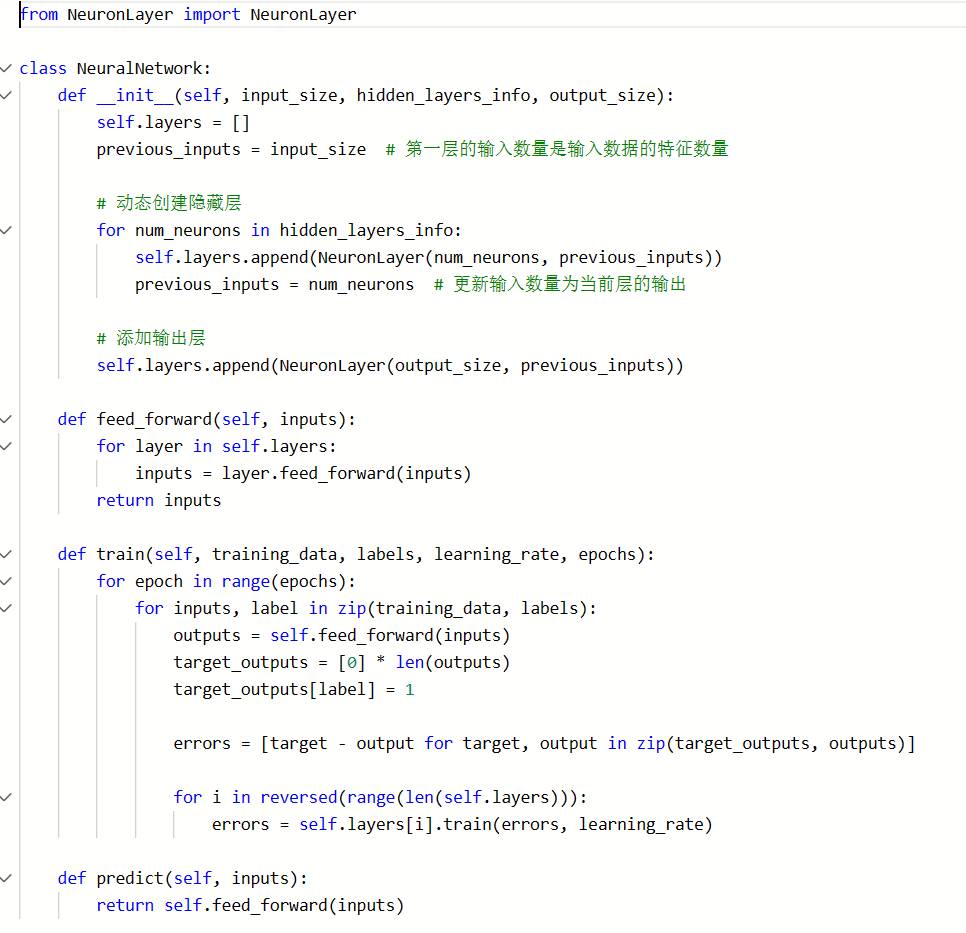 from NeuronLayer import NeuronLayer
class NeuralNetwork:
def __init__(self, input_size, hidden_layers_info, output_size):
self.layers = []
previous_inputs = input_size  # 第一层的输入数量是输入数据的特征数量
# 动态创建隐藏层
for num_neurons in hidden_layers_info:
self.layers.append(NeuronLayer(num_neurons, previous_inputs))
previous_inputs = num_neurons  # 更新输入数量为当前层的输出
# 添加输出层
self.layers.append(NeuronLayer(output_size, previous_inputs))
def feed_forward(self, inputs):
for layer in self.layers:
inputs = layer.feed_forward(inputs)
return inputs
def train(self, training_data, labels, learning_rate, epochs):
for epoch in range(epochs):
for inputs, label in zip(training_data, labels):
outputs = self.feed_forward(inputs)
target_outputs = [0] * len(outputs)
target_outputs[label] = 1
errors = [target - output for target, output in zip(target_outputs, outputs)]
for i in reversed(range(len(self.layers))):
errors = self.layers[i].train(errors, learning_rate)
def predict(self, inputs):
return self.feed_forward(inputs)